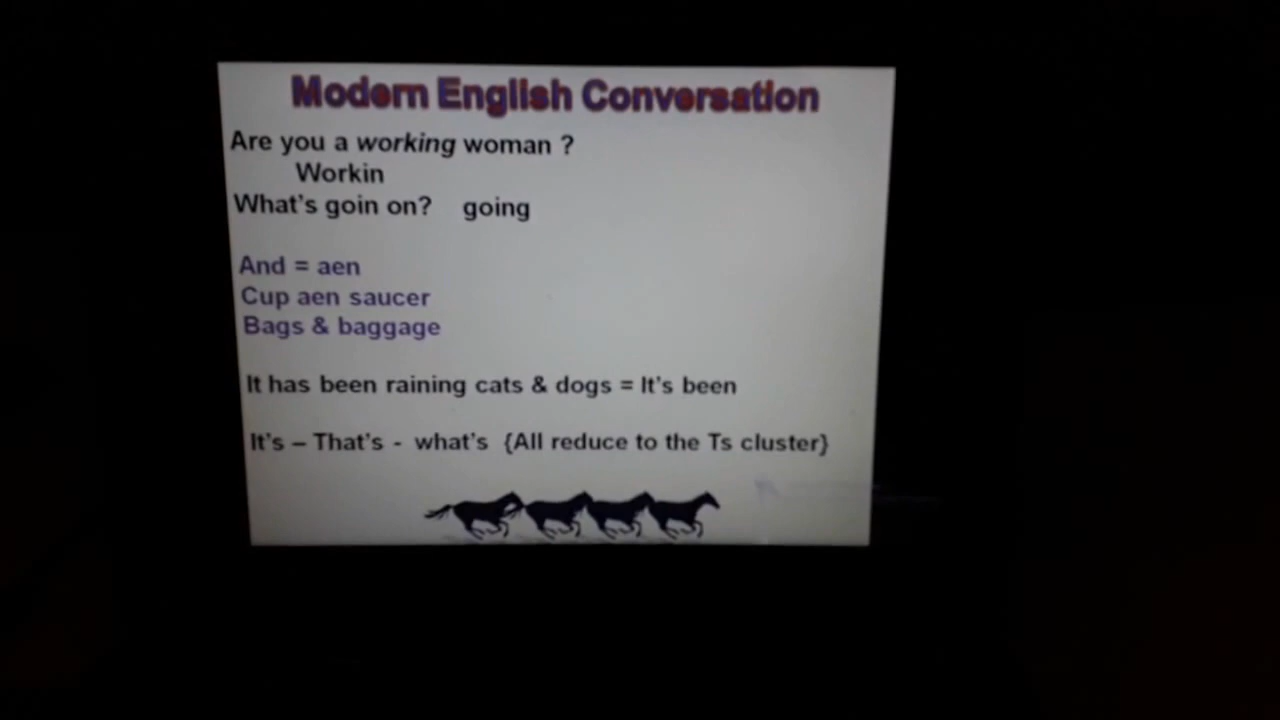 Modern English Conversation
Are you a working woman ?
Workin
What's goin on? going
And = aen
Cup aen saucer
Bags & baggage
It has been raining cats & dogs = It's been
It's – That's - what's {All reduce to the Ts cluster}